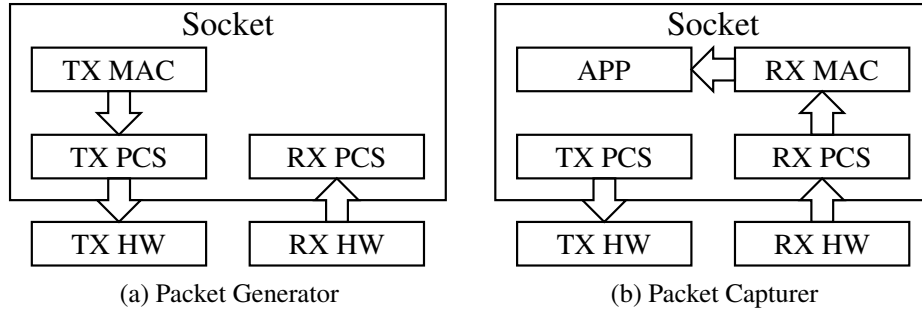 Socket
TX MAC
TX PCS
RX PCS
TX HW
RX HW
(a) Packet Generator
Socket
APP
RX MAC
TX PCS
RX PCS
TX HW
RX HW
(b) Packet Capturer